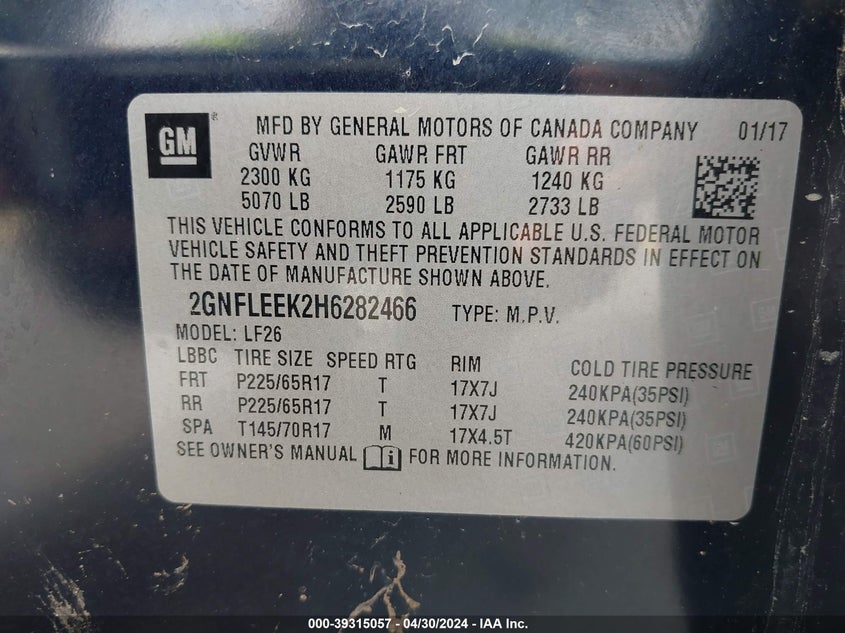 GM® MFD BY GENERAL MOTORS OF CANADA COMPANY 01/17
GVWR GAWR FRT GAWR RR
2300 KG 1175 KG 1240 KG
5070 LB 2590 LB 2733 LB
THIS VEHICLE CONFORMS TO ALL APPLICABLE U.S. FEDERAL MOTOR
VEHICLE SAFETY AND THEFT PREVENTION STANDARDS IN EFFECT ON
THE DATE OF MANUFACTURE SHOWN ABOVE.
2GNFLEEK2H6282466 TYPE: M.P.V.
MODEL: LF26
LBBC TIRE SIZE SPEED RTG RIM COLD TIRE PRESSURE
FRT P225/65R17 T 17X7J 240KPA(35PSI)
RR P225/65R17 T 17X7J 240KPA(35PSI)
SPA T145/70R17 M 17X4.5T 420KPA(60PSI)
SEE OWNER'S MANUAL i FOR MORE INFORMATION.
000-39315057 - 04/30/2024 - IAA Inc.